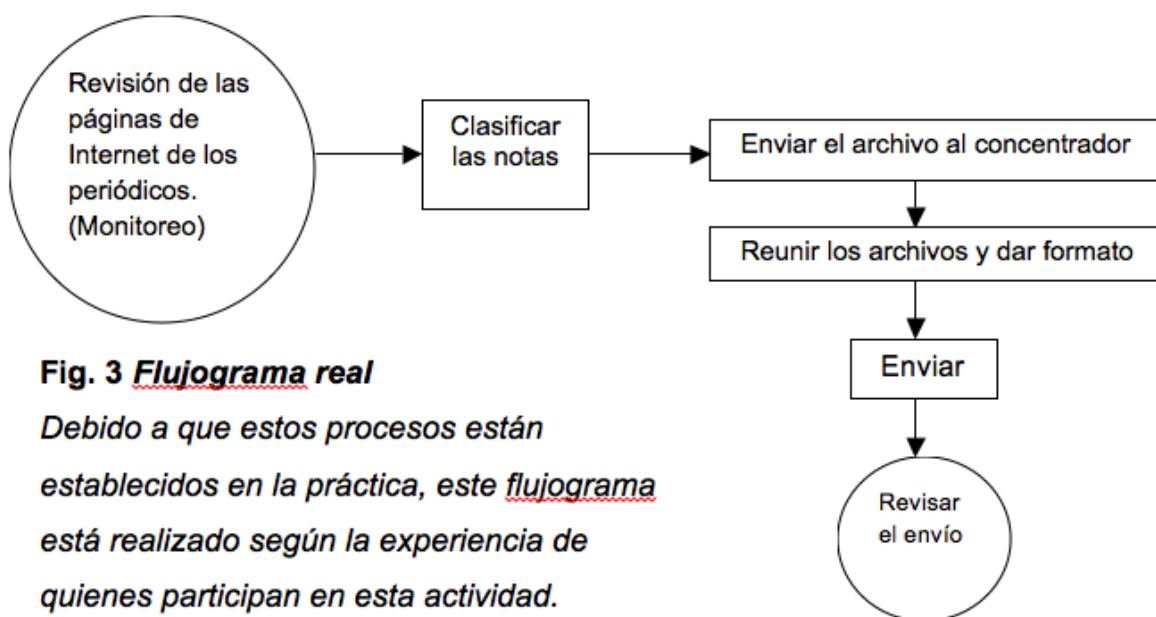 Revisión de las
páginas de
Internet de los
periódicos.
(Monitoreo)
Clasificar
las notas
Enviar el archivo al concentrador
Reunir los archivos y dar formato
Enviar
Revisar
el envío
Fig. 3 Flujograma real
Debido a que estos procesos están
establecidos en la práctica, este flujograma
está realizado según la experiencia de
quienes participan en esta actividad.